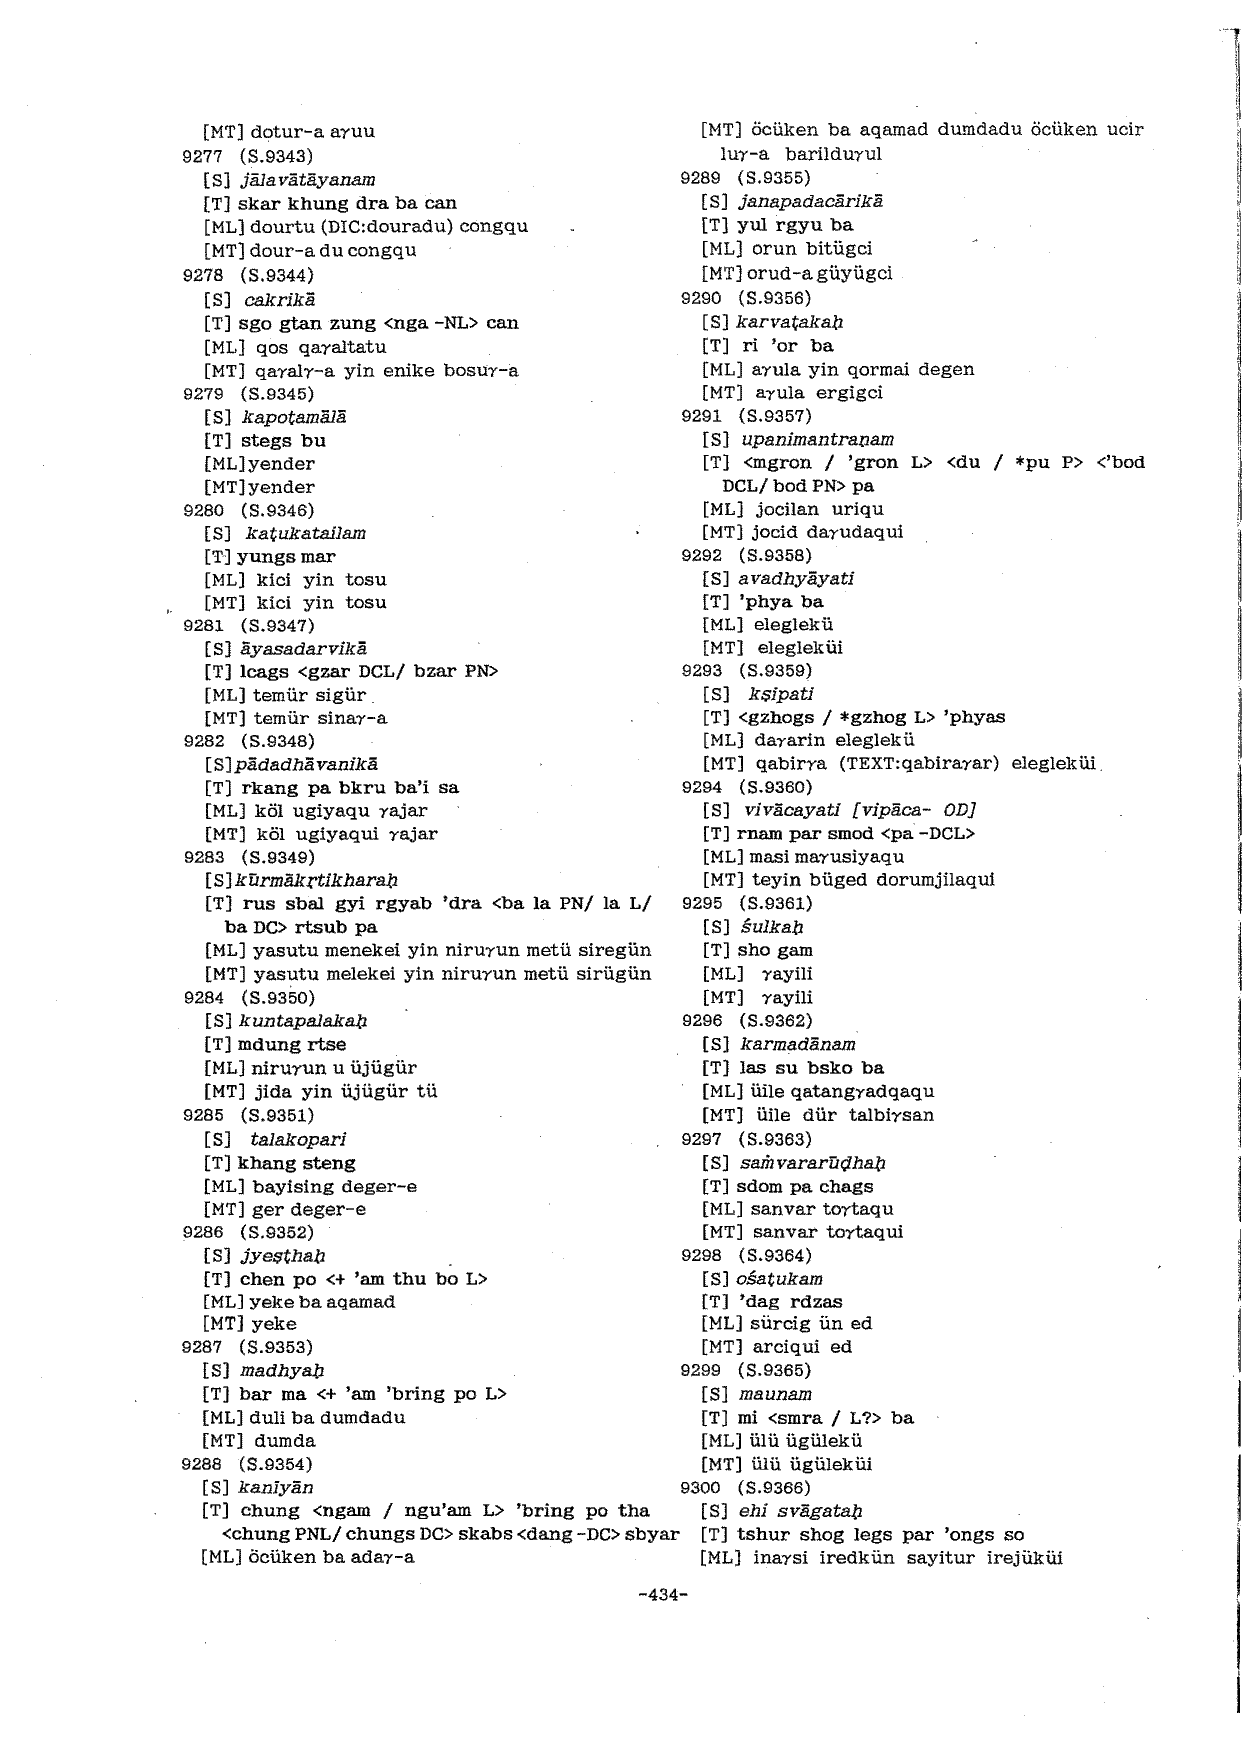 [MT] dotur-a aγuu
9277 (S.9343)
[S] jālavātāyanam
[T] skar khung dra ba can
[ML] dourtu (DIC:douradu) congqu
[MT] dour-a du congqu
9278 (S.9344)
[S] cakrikā
[T] sgo gtan zung <nga -NL> can
[ML] qos qaγaltatu
[MT] qaγalγ-a yin enike bosuγ-a
9279 (S.9345)
[S] kapoṭamālā
[T] stegs bu
[ML]yender
[MT]yender
9280 (S.9346)
[S] kaṭukatailam
[T] yungs mar
[ML] kici yin tosu
[MT] kici yin tosu
9281 (S.9347)
[S] āyasadarvikā
[T] lcags <gzar DCL/ bzar PN>
[ML] temür sigür
[MT] temür sinaγ-a
9282 (S.9348)
[S]pādadhāvanikā
[T] rkang pa bkru ba'i sa
[ML] köl ugiyaqu γajar
[MT] köl ugiyaqui γajar
9283 (S.9349)
[S]kūrmākṛtikharaḥ
[T] rus sbal gyi rgyab 'dra <ba la PN/ la L/
ba DC> rtsub pa
[ML] yasutu menekei yin niruγun metü siregün
[MT] yasutu melekei yin niruγun metü sirügün
9284 (S.9350)
[S] kuntapalakaḥ
[T] mdung rtse
[ML] niruγun u üjügür
[MT] jida yin üjügür tü
9285 (S.9351)
[S] talakopari
[T] khang steng
[ML] bayising deger-e
[MT] ger deger-e
9286 (S.9352)
[S] jyeṣṭhaḥ
[T] chen po <+ 'am thu bo L>
[ML] yeke ba aqamad
[MT] yeke
9287 (S.9353)
[S] madhyaḥ
[T] bar ma <+ 'am 'bring po L>
[ML] duli ba dumdadu
[MT] dumda
9288 (S.9354)
[S] kanīyān
[T] chung <ngam / ngu'am L> 'bring po tha
<chung PNL/ chungs DC> skabs <dang -DC> sbyar
[ML] öcüken ba adaγ-a
[MT] öcüken ba aqamad dumdadu öcüken ucir
luγ-a barilduγul
9289 (S.9355)
[S] janapadacārikā
[T] yul rgyu ba
[ML] orun bitügci
[MT] orud-a güyügci
9290 (S.9356)
[S] karvaṭakaḥ
[T] ri 'or ba
[ML] aγula yin qormai degen
[MT] aγula ergigci
9291 (S.9357)
[S] upanimantraṇam
[T] <mgron / 'gron L> <du / *pu P> <'bod
DCL/ bod PN> pa
[ML] jocilan uriqu
[MT] jocid daγudaqui
9292 (S.9358)
[S] avadhyāyati
[T] 'phya ba
[ML] eleglekü
[MT] eleglekûi
9293 (S.9359)
[S] kṣipati
[T] <gzhogs / *gzhog L> 'phyas
[ML] daγarin eleglekü
[MT] qabirγa (TEXT:qabiraγar) eleglekûi
9294 (S.9360)
[S] vivācayati [vipāca- OD]
[T] rnam par smod <pa -DCL>
[ML] masi maγusiyaqu
[MT] teyin büged dorumjilaqui
9295 (S.9361)
[S] śulkaḥ
[T] sho gam
[ML] γayili
[MT] γayili
9296 (S.9362)
[S] karmadānam
[T] las su bsko ba
[ML] üile qatangγadqaqu
[MT] üile dür talbiγsan
9297 (S.9363)
[S] saṁvararūḍhaḥ
[T] sdom pa chags
[ML] sanvar toγtaqu
[MT] sanvar toγtaqui
9298 (S.9364)
[S] ośaṭukam
[T] 'dag rdzas
[ML] sürcig ün ed
[MT] arciqui ed
9299 (S.9365)
[S] maunam
[T] mi <smra / L?> ba
[ML] ülü ügülekü
[MT] ülü ügüleküi
9300 (S.9366)
[S] ehi svāgataḥ
[T] tshur shog legs par 'ongs so
[ML] inaγsi iredkün sayitur irejüküi
-434-